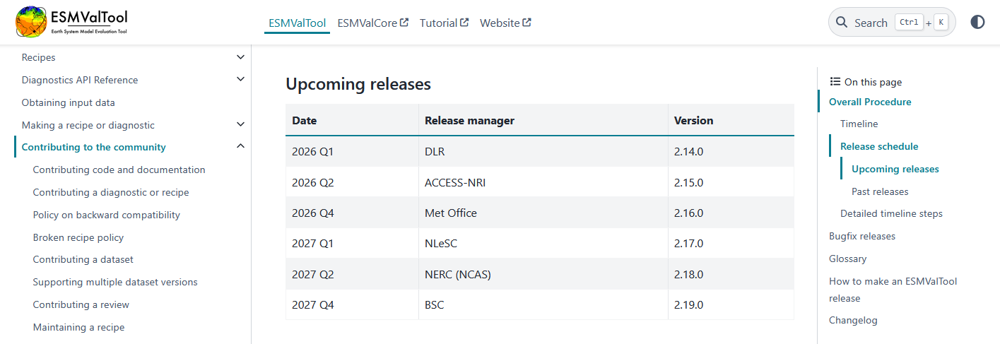 ESMValTool
Earth System Model Evaluation Tool
ESMValTool ESMValCore Tutorial Website
Search Ctrl + K
Recipes
Diagnostics API Reference
Obtaining input data
Making a recipe or diagnostic
Contributing to the community
Contributing code and documentation
Contributing a diagnostic or recipe
Policy on backward compatibility
Broken recipe policy
Contributing a dataset
Supporting multiple dataset versions
Contributing a review
Maintaining a recipe
Upcoming releases
Date Release manager Version
2026 Q1 DLR 2.14.0
2026 Q2 ACCESS-NRI 2.15.0
2026 Q4 Met Office 2.16.0
2027 Q1 NLeSC 2.17.0
2027 Q2 NERC (NCAS) 2.18.0
2027 Q4 BSC 2.19.0
On this page
Overall Procedure
Timeline
Release schedule
Upcoming releases
Past releases
Detailed timeline steps
Bugfix releases
Glossary
How to make an ESMValTool
release
Changelog